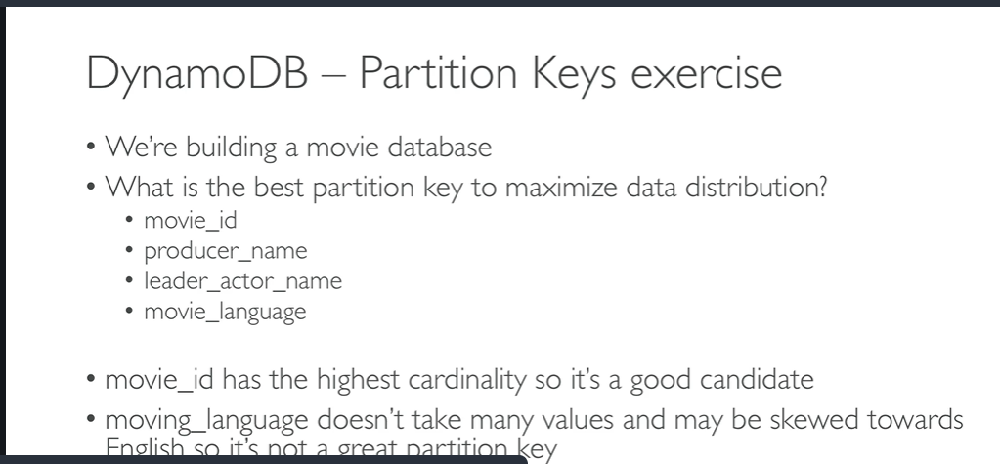 DynamoDB – Partition Keys exercise
• We're building a movie database
• What is the best partition key to maximize data distribution?
• movie_id
• producer_name
• leader_actor_name
• movie_language
• movie_id has the highest cardinality so it's a good candidate
• moving_language doesn't take many values and may be skewed towards
English so it's not a great partition key